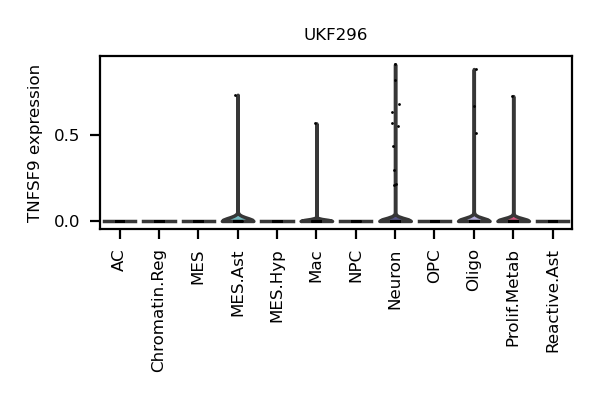 UKF296
TNFSF9 expression
0.5
0.0
AC
Chromatin.Reg
MES
MES.Ast
MES.Hyp
Mac
NPC
Neuron
OPC
Oligo
Prolif.Metab
Reactive.Ast